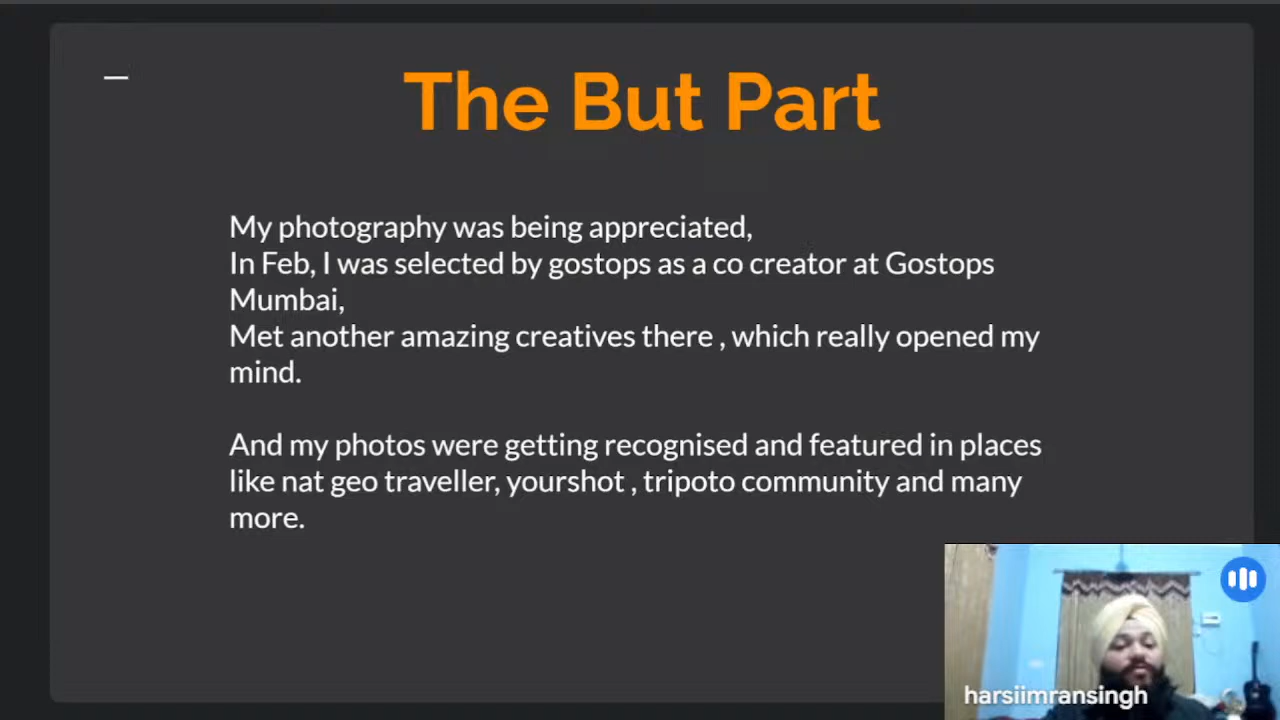 The But Part
My photography was being appreciated,
In Feb, I was selected by gostops as a co creator at Gostops
Mumbai,
Met another amazing creatives there , which really opened my
mind.
And my photos were getting recognised and featured in places
like nat geo traveller, yourshot , tripoto community and many
more.
harsiimransingh